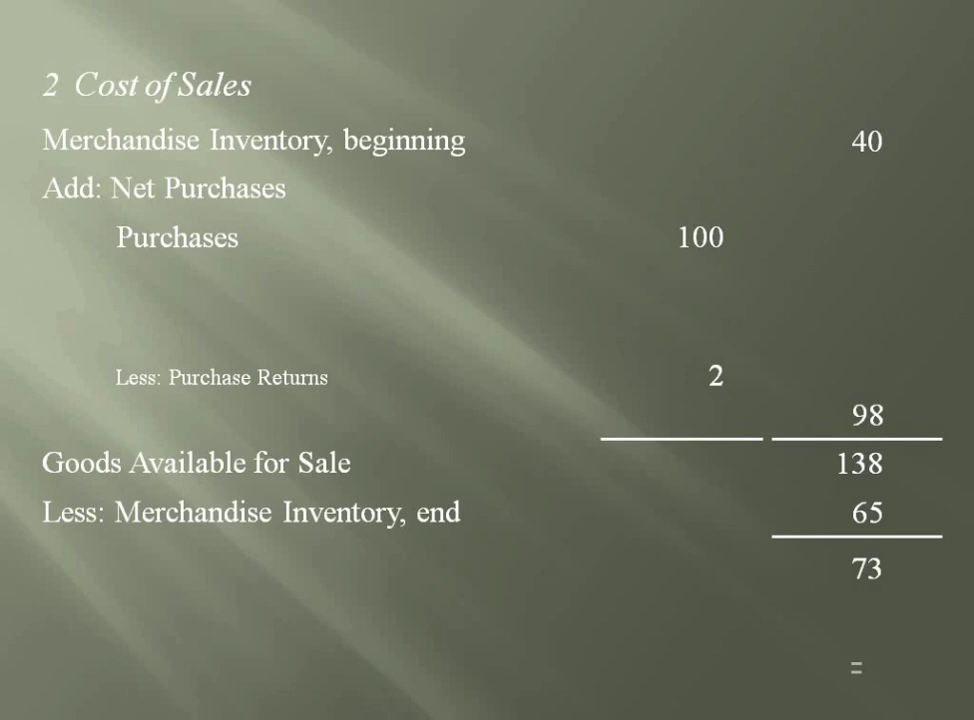 2 Cost of Sales
Merchandise Inventory, beginning 40
Add: Net Purchases
Purchases 100
Less: Purchase Returns 2
98
Goods Available for Sale 138
Less: Merchandise Inventory, end 65
73
=